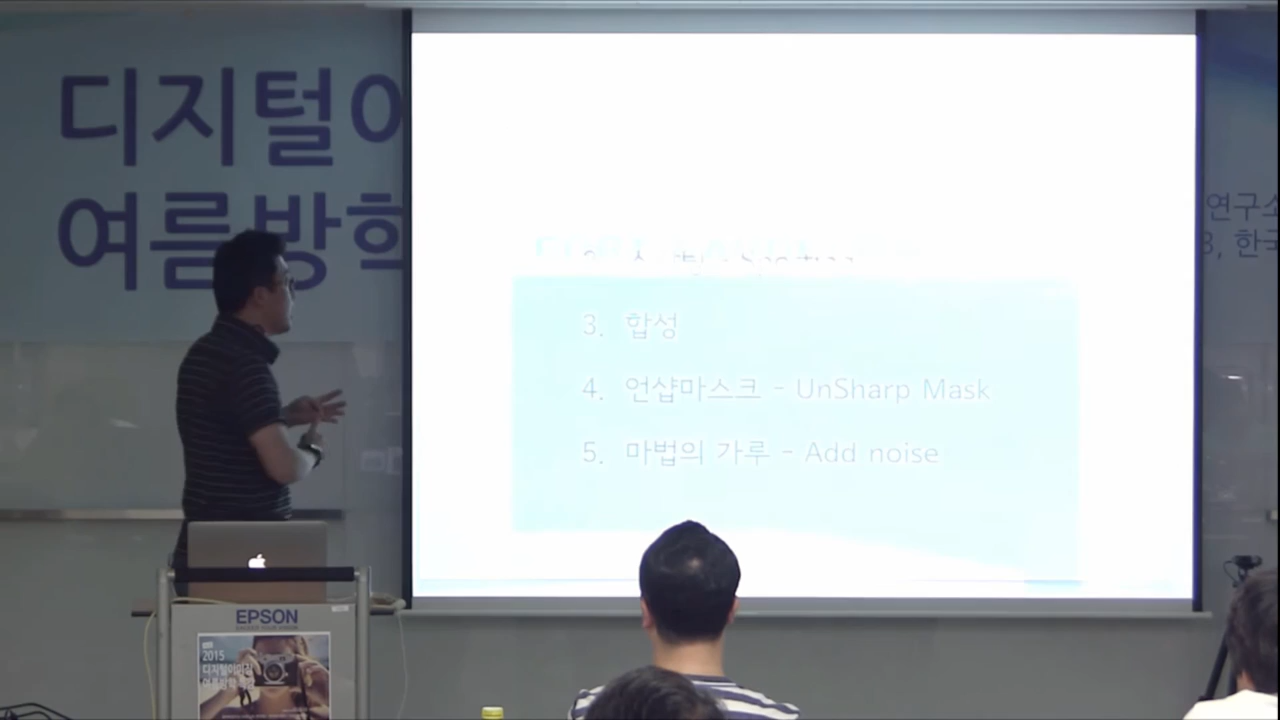 디지털이
여름방학
연구소
3, 한국
3. 합성
4. 언샵마스크 - UnSharp Mask
5. 마법의 가루 - Add noise
EPSON
2015
디지털이미징